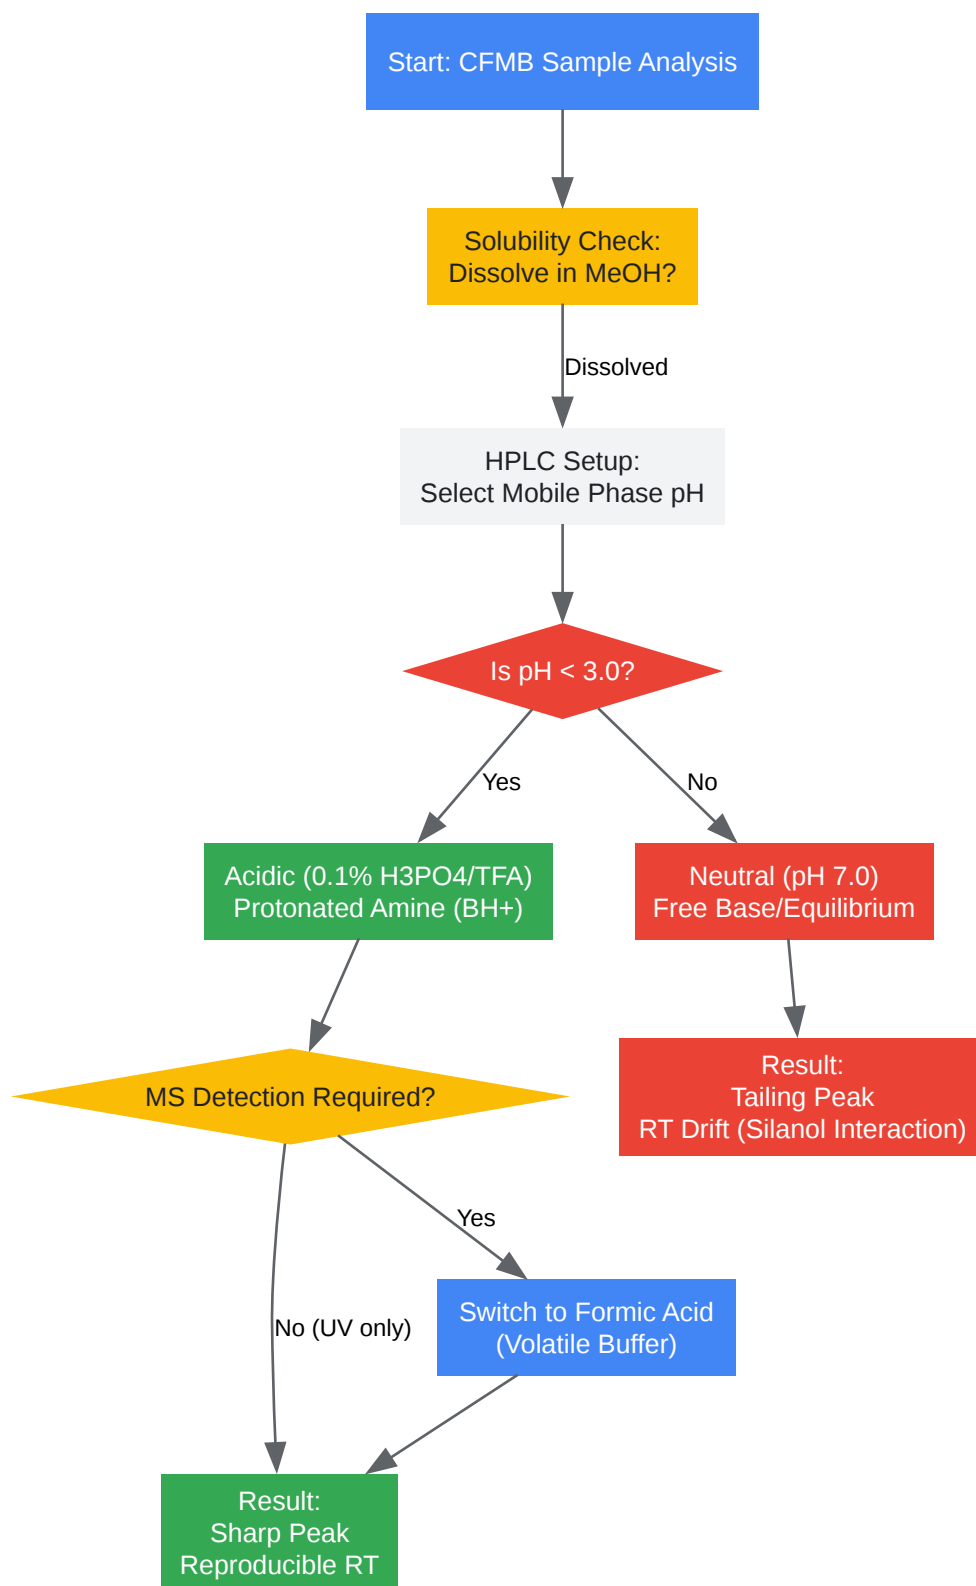 Start: CFMB Sample Analysis
Solubility Check:
Dissolve in MeOH?
Dissolved
HPLC Setup:
Select Mobile Phase pH
Is pH < 3.0?
Yes
No
Acidic (0.1% H3PO4/TFA)
Protonated Amine (BH+)
Neutral (pH 7.0)
Free Base/Equilibrium
MS Detection Required?
Result:
Tailing Peak
RT Drift (Silanol Interaction)
Yes
No (UV only)
Switch to Formic Acid
(Volatile Buffer)
Result:
Sharp Peak
Reproducible RT